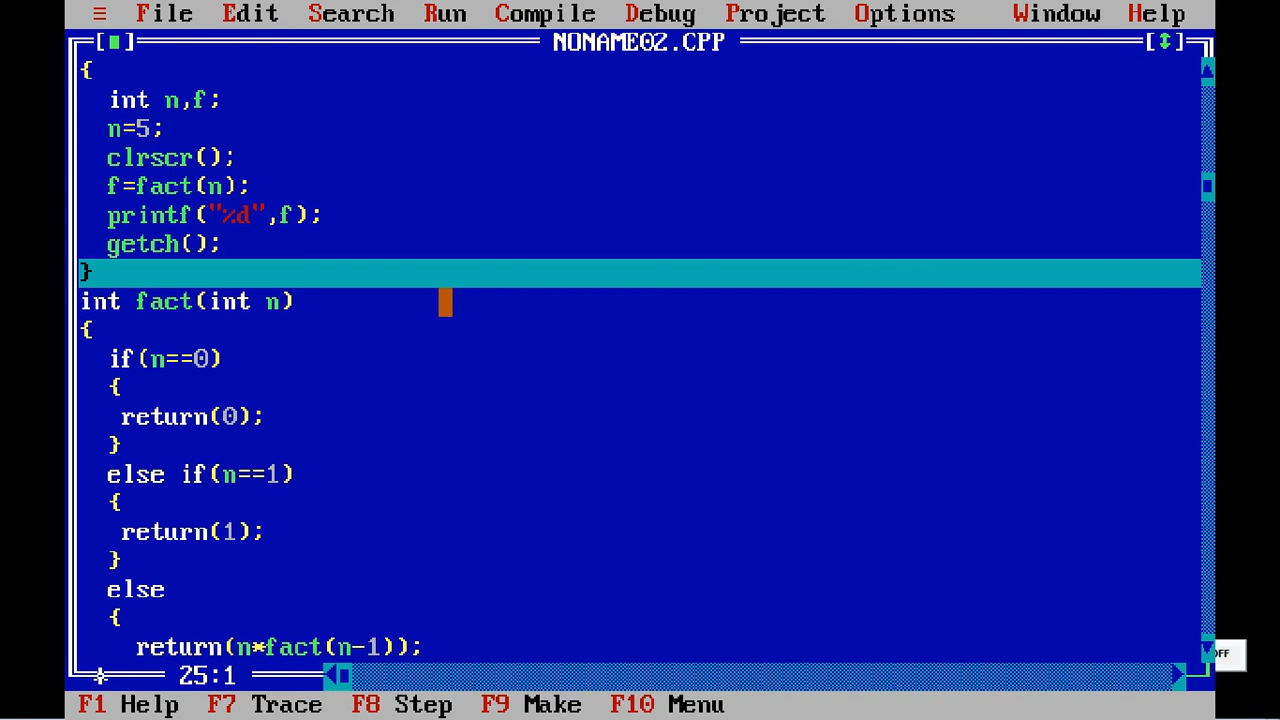 ≡ File Edit Search Run Compile Debug Project Options Window Help
[■] NONAME02.CPP [↕]
{
int n,f;
n=5;
clrscr();
f=fact(n);
printf("%d",f);
getch();
}
int fact(int n)
{
if(n==0)
{
return(0);
}
else if(n==1)
{
return(1);
}
else
{
return(n*fact(n-1));
25:1
F1 Help F7 Trace F8 Step F9 Make F10 Menu
OFF